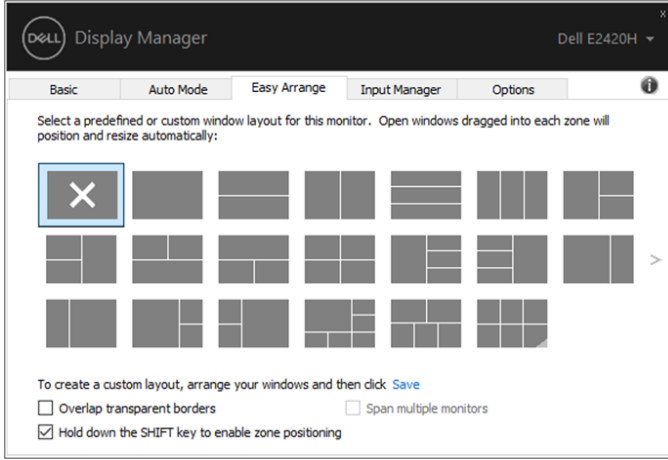 x
DELL Display Manager
Dell E2420H
Basic
Auto Mode
Easy Arrange
Input Manager
Options
Select a predefined or custom window layout for this monitor. Open windows dragged into each zone will
position and resize automatically:
>
To create a custom layout, arrange your windows and then click Save
Overlap transparent borders
Span multiple monitors
Hold down the SHIFT key to enable zone positioning